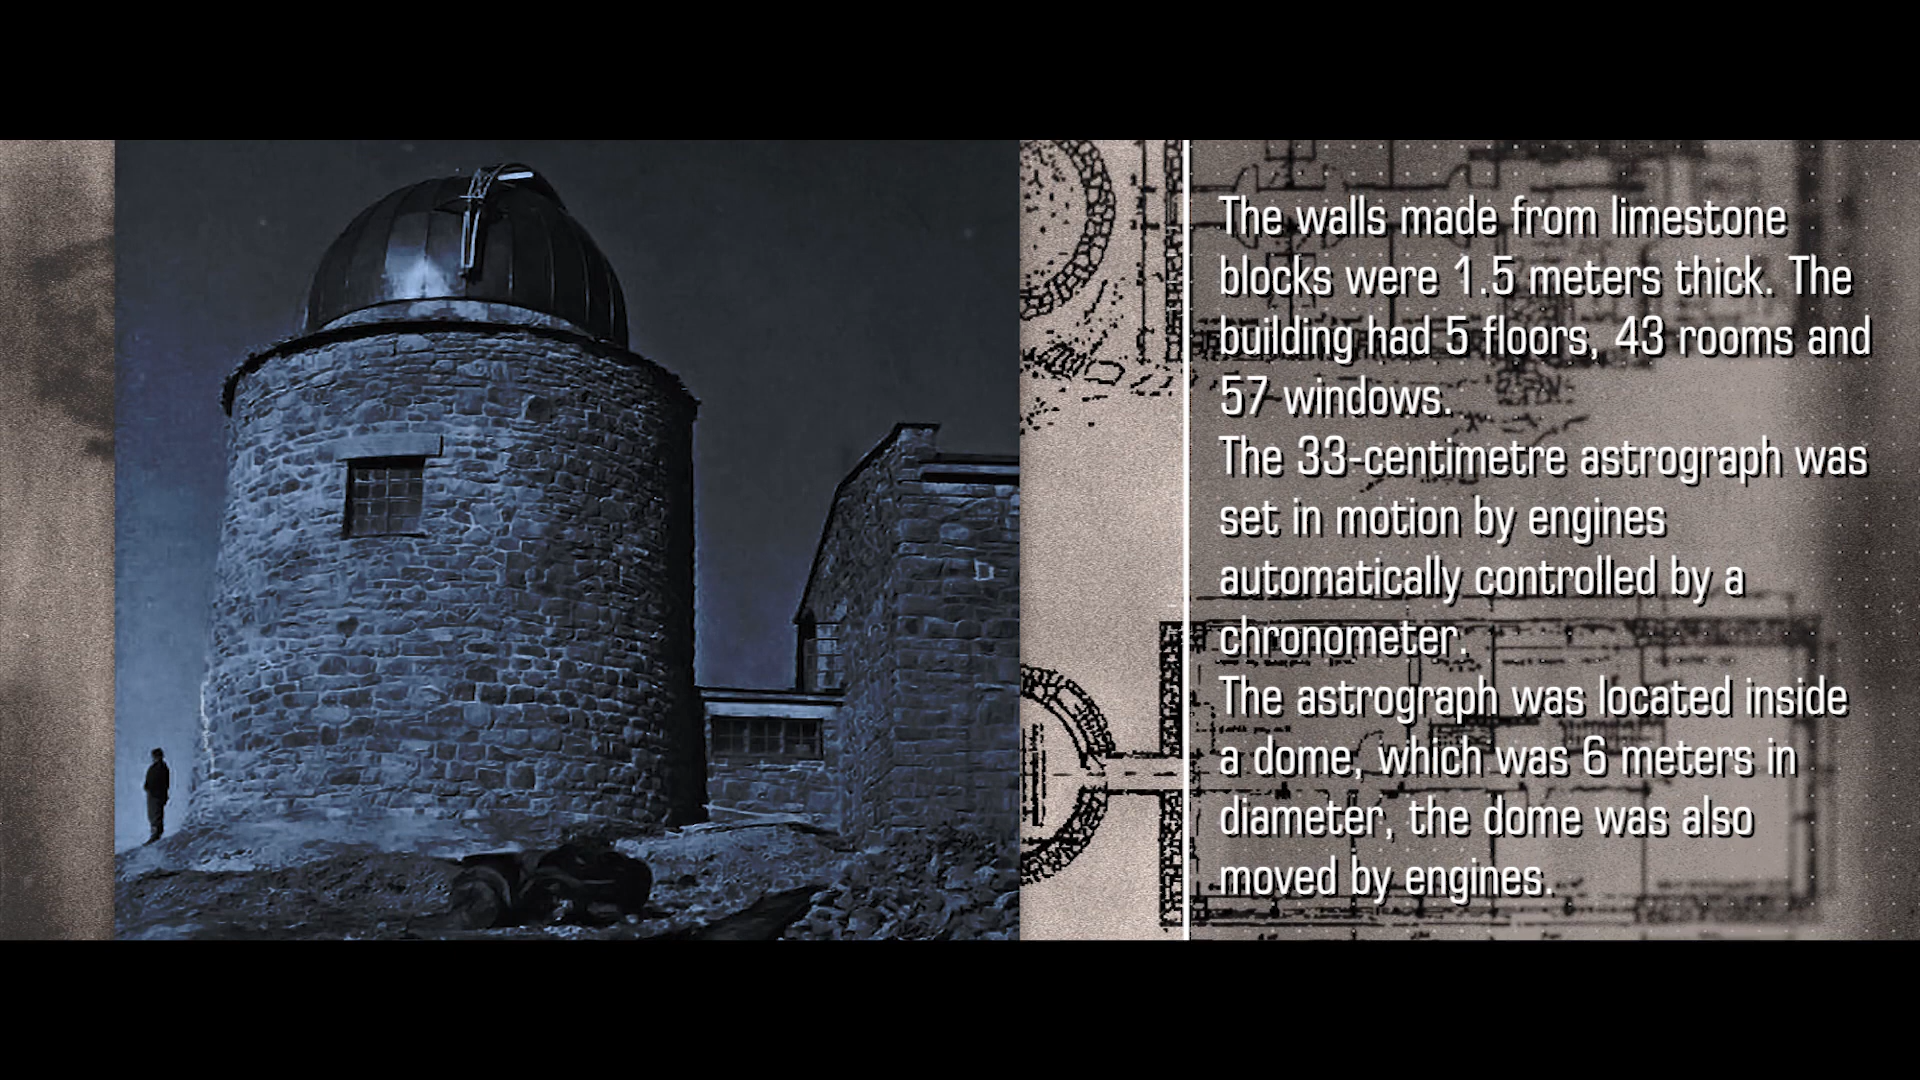 The walls made from limestone
blocks were 1.5 meters thick. The
building had 5 floors, 43 rooms and
57 windows.
The 33-centimetre astrograph was
set in motion by engines
automatically controlled by a
chronometer.
The astrograph was located inside
a dome, which was 6 meters in
diameter, the dome was also
moved by engines.